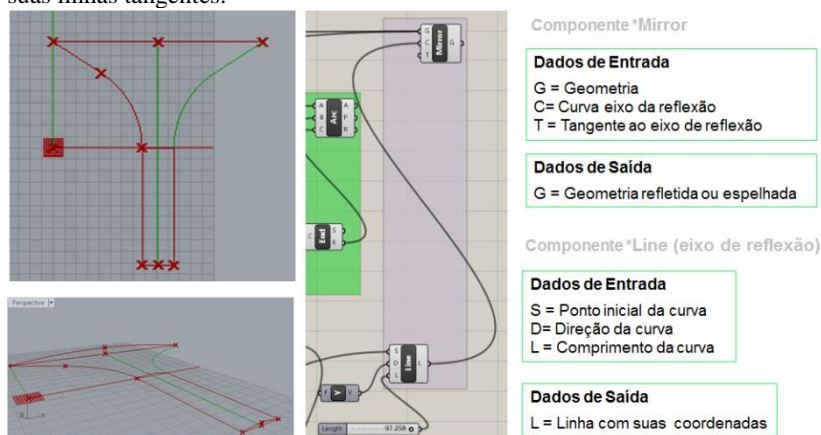 suas linhas tangentes.
Perspective
G
C
T
Mirror
G
A
B
C
Arc
A
P
R
C
End
S
E
S
D
L
Line
L
F
Y
V
Length
97.258
Componente *Mirror
Dados de Entrada
G = Geometria
C= Curva eixo da reflexão
T = Tangente ao eixo de reflexão
Dados de Saída
G = Geometria refletida ou espelhada
Componente*Line (eixo de reflexão)
Dados de Entrada
S = Ponto inicial da curva
D= Direção da curva
L = Comprimento da curva
Dados de Saída
L = Linha com suas coordenadas